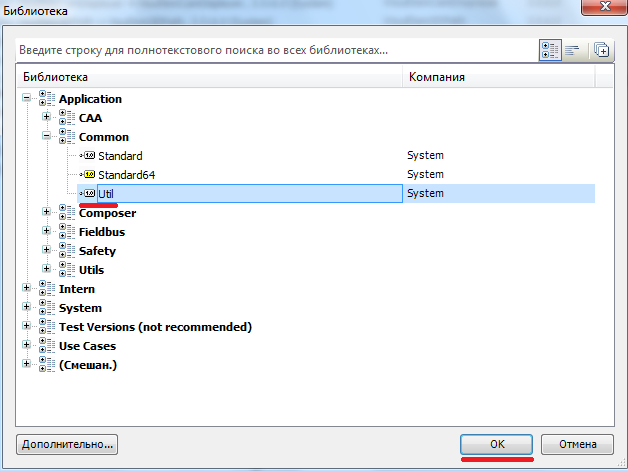 Библиотека
Введите строку для полнотекстового поиска во всех библиотеках...
Библиотека Компания
Application
CAA
Common
Standard System
Standard64 System
Util System
Composer
Fieldbus
Safety
Utils
Intern
System
Test Versions (not recommended)
Use Cases
(Смешан.)
Дополнительно... OK Отмена